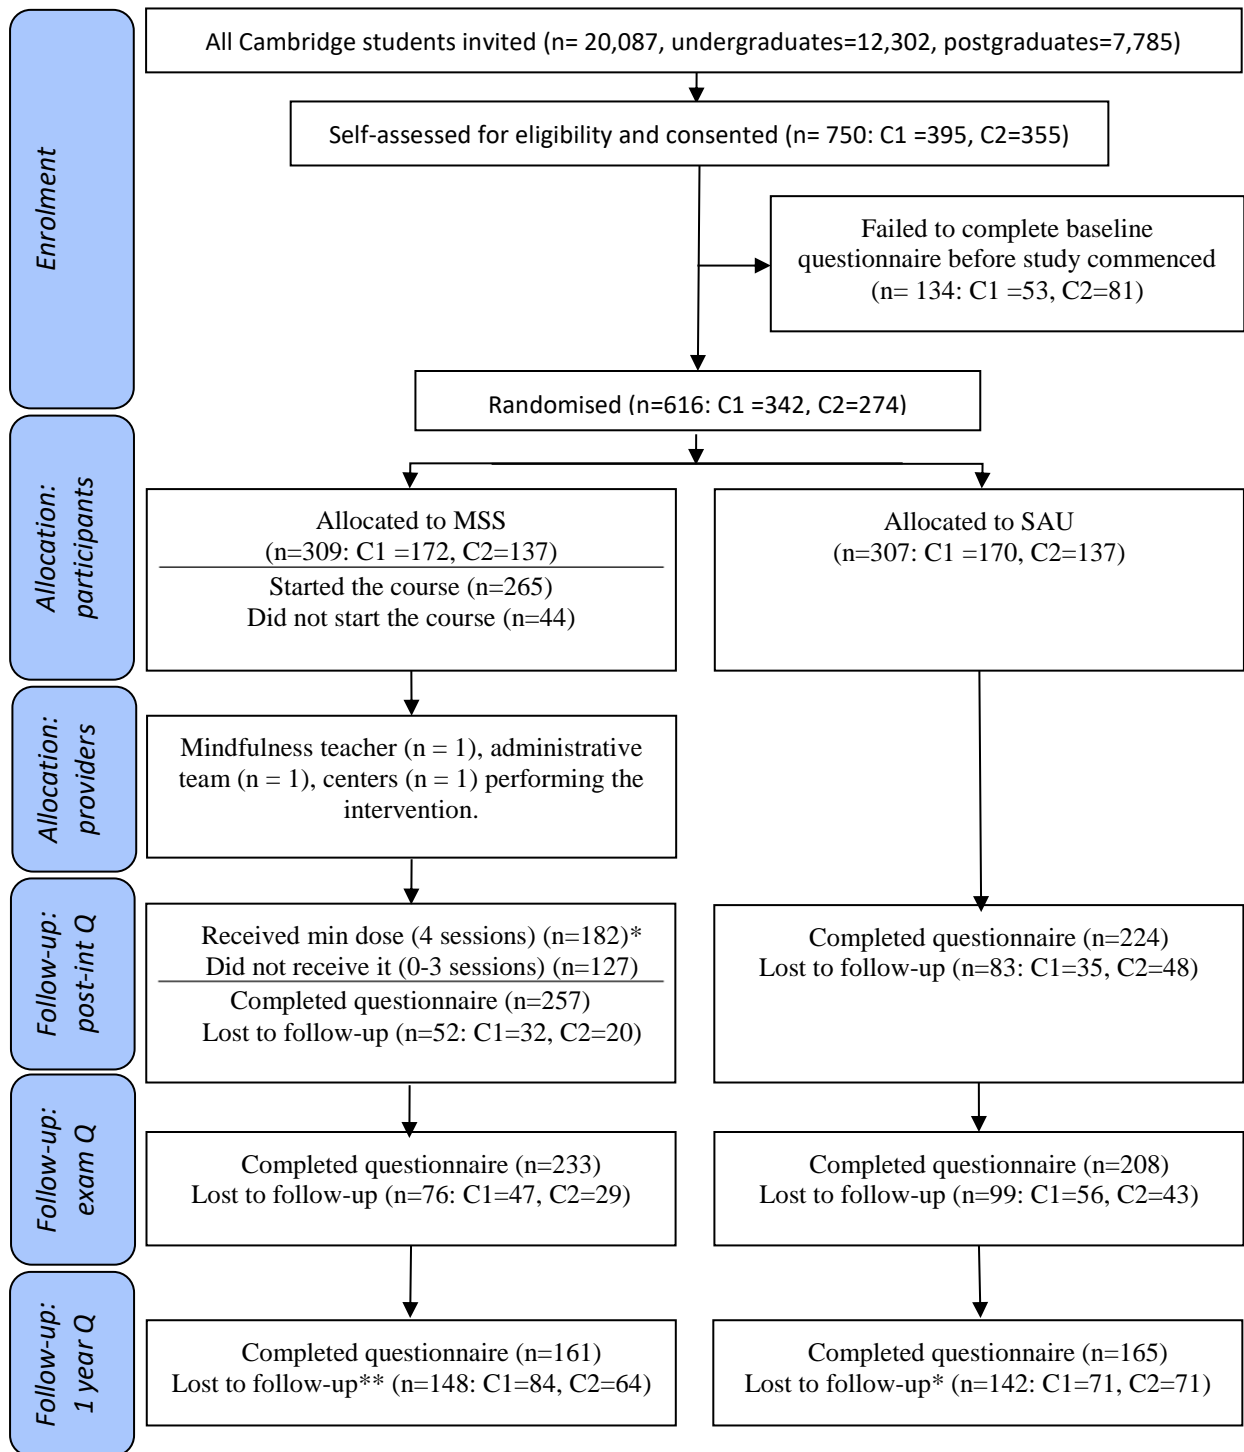 Enrolment
All Cambridge students invited (n= 20,087, undergraduates=12,302, postgraduates=7,785)
Self-assessed for eligibility and consented (n= 750: C1 =395, C2=355)
Failed to complete baseline
questionnaire before study commenced
(n= 134: C1 =53, C2=81)
Randomised (n=616: C1 =342, C2=274)
Allocation:
participants
Allocated to MSS
(n=309: C1 =172, C2=137)
Started the course (n=265)
Did not start the course (n=44)
Allocated to SAU
(n=307: C1 =170, C2=137)
Allocation:
providers
Mindfulness teacher (n = 1), administrative
team (n = 1), centers (n = 1) performing the
intervention.
Follow-up:
post-int Q
Received min dose (4 sessions) (n=182)*
Did not receive it (0-3 sessions) (n=127)
Completed questionnaire (n=257)
Lost to follow-up (n=52: C1=32, C2=20)
Completed questionnaire (n=224)
Lost to follow-up (n=83: C1=35, C2=48)
Follow-up:
exam Q
Completed questionnaire (n=233)
Lost to follow-up (n=76: C1=47, C2=29)
Completed questionnaire (n=208)
Lost to follow-up (n=99: C1=56, C2=43)
Follow-up:
1 year Q
Completed questionnaire (n=161)
Lost to follow-up** (n=148: C1=84, C2=64)
Completed questionnaire (n=165)
Lost to follow-up* (n=142: C1=71, C2=71)